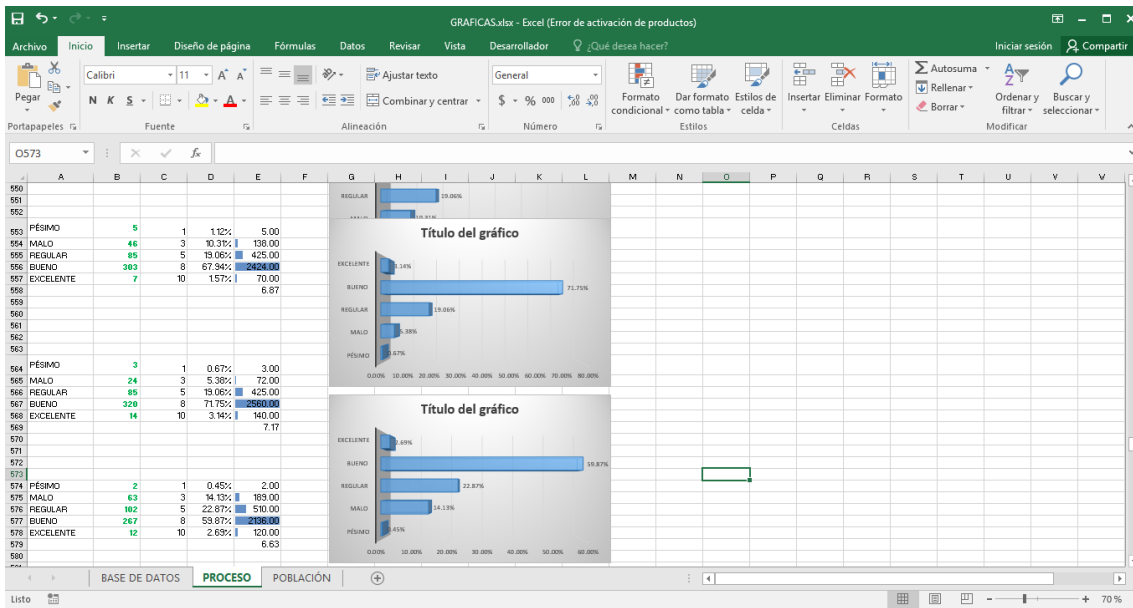 GRAFICAS.xlsx - Excel (Error de activación de productos)
Archivo Inicio Insertar Diseño de página Fórmulas Datos Revisar Vista Desarrollador ¿Qué desea hacer? Iniciar sesión Compartir
Pegar
Calibri 11 A A
N K S
Ajustar texto
Combinar y centrar
General
$ % 000
Formato condicional
Dar formato como tabla
Estilos de celda
Insertar Eliminar Formato
Autosuma
Rellenar
Borrar
Ordenar y filtrar
Buscar y seleccionar
Portapapeles Fuente Alineación Número Estilos Celdas Modificar
O573 fx
A B C D E F G H I J K L M N O P Q R S T U V W
550
551 REGULAR 19.06%
552
553 PÉSIMO 5 1 1.12% 5.00
554 MALO 46 3 10.31% 138.00
555 REGULAR 85 5 19.06% 425.00
556 BUENO 303 8 67.94% 2424.00
557 EXCELENTE 7 10 1.57% 70.00
558 6.87
559
560
561
562
563
564 PÉSIMO 3 1 0.67% 3.00
565 MALO 24 3 5.38% 72.00
566 REGULAR 85 5 19.06% 425.00
567 BUENO 320 8 71.75% 2560.00
568 EXCELENTE 14 10 3.14% 140.00
569 7.17
570
571
572
573
574 PÉSIMO 2 1 0.45% 2.00
575 MALO 63 3 14.13% 189.00
576 REGULAR 102 5 22.87% 510.00
577 BUENO 267 8 59.87% 2136.00
578 EXCELENTE 12 10 2.69% 120.00
579 6.63
580
Título del gráfico
EXCELENTE 3.14%
BUENO 71.75%
REGULAR 19.06%
MALO 5.38%
PÉSIMO 0.67%
0.00% 10.00% 20.00% 30.00% 40.00% 50.00% 60.00% 70.00% 80.00%
Título del gráfico
EXCELENTE 2.69%
BUENO 59.87%
REGULAR 22.87%
MALO 14.13%
PÉSIMO 0.45%
0.00% 10.00% 20.00% 30.00% 40.00% 50.00% 60.00%
BASE DE DATOS PROCESO POBLACIÓN
Listo 70 %